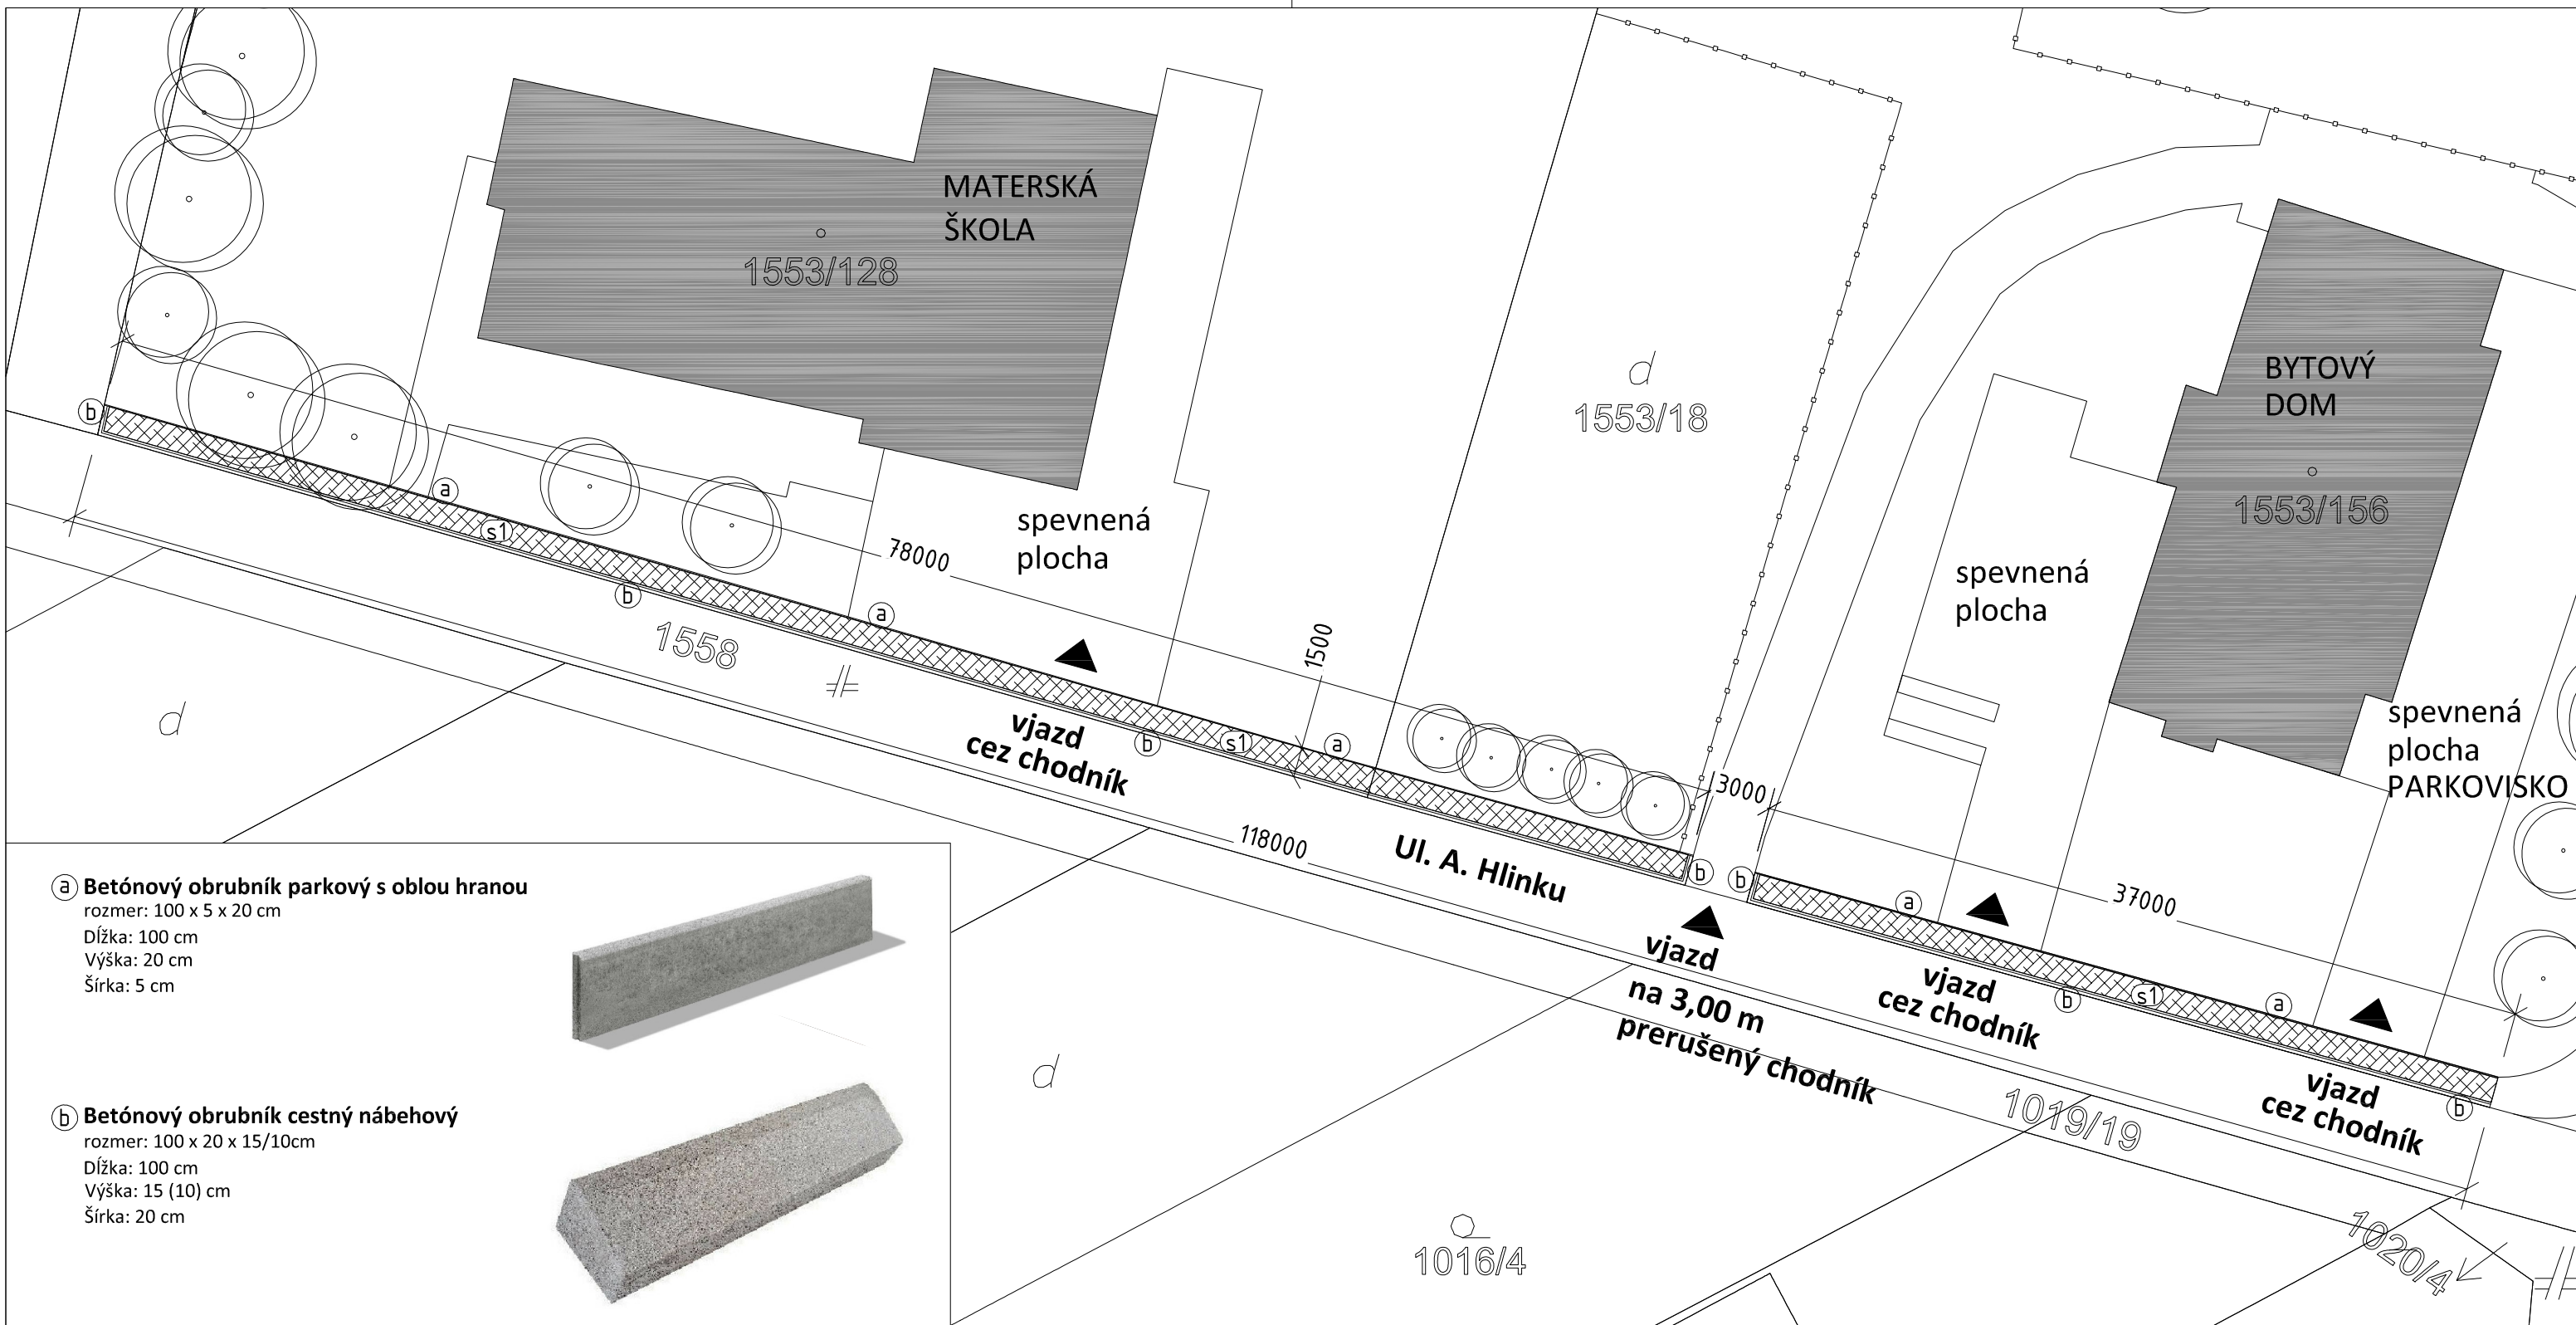 MATERSKÁ
ŠKOLA
1553/128
d
1553/18
BYTOVÝ
DOM
1553/156
b
a
s1
b
a
spevnená
plocha
78000
1500
1558
vjazd
cez chodník
b
s1
a
d
118000
Ul. A. Hlinku
3000
spevnená
plocha
spevnená
plocha
PARKOVISKO
b
b
a
37000
vjazd
na 3,00 m
prerušený chodník
vjazd
cez chodník
b
s1
a
vjazd
cez chodník
b
1019/19
1020/4
d
1016/4
a Betónový obrubník parkový s oblou hranou
rozmer: 100 x 5 x 20 cm
Dĺžka: 100 cm
Výška: 20 cm
Šírka: 5 cm
b Betónový obrubník cestný nábehový
rozmer: 100 x 20 x 15/10cm
Dĺžka: 100 cm
Výška: 15 (10) cm
Šírka: 20 cm